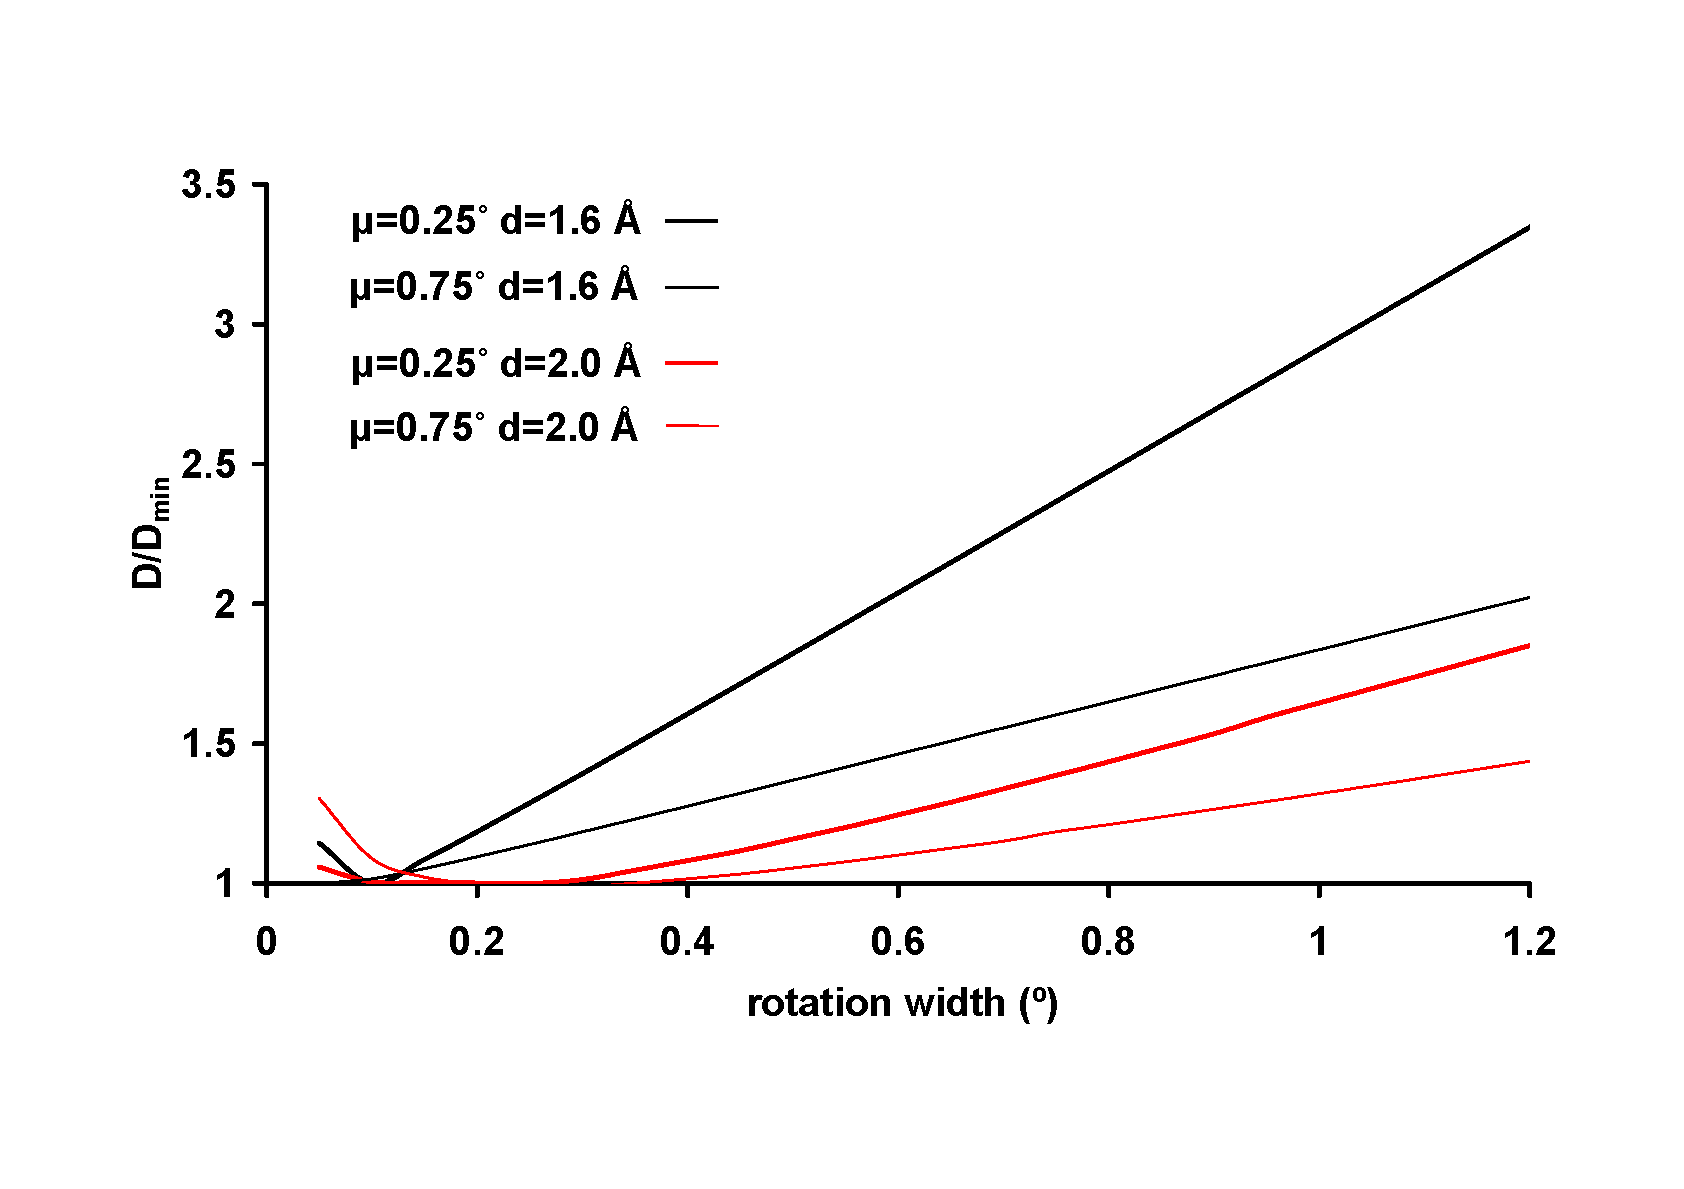 3.5
μ=0.25° d=1.6 Å
μ=0.75° d=1.6 Å
3
μ=0.25° d=2.0 Å
μ=0.75° d=2.0 Å
2.5
D/Dmin
2
1.5
1
0 0.2 0.4 0.6 0.8 1 1.2
rotation width (º)